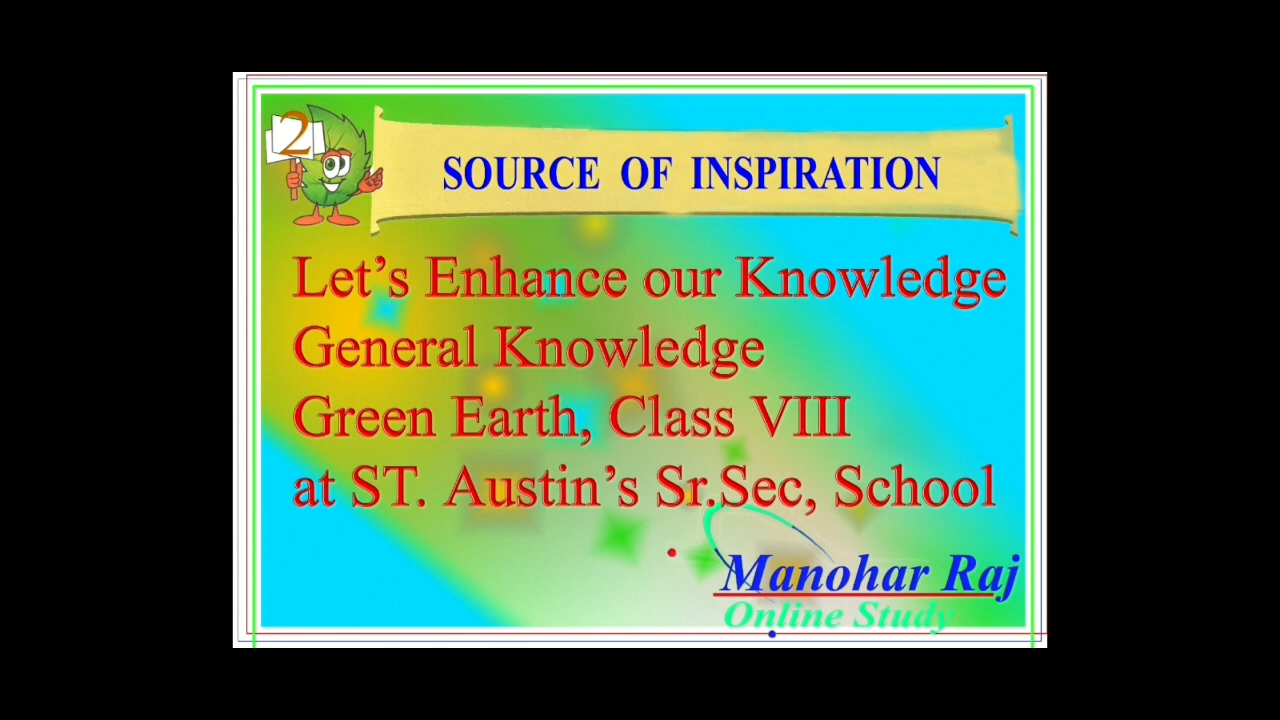 2
SOURCE OF INSPIRATION
Let’s Enhance our Knowledge
General Knowledge
Green Earth, Class VIII
at ST. Austin’s Sr.Sec, School
Manohar Raj
Online Study